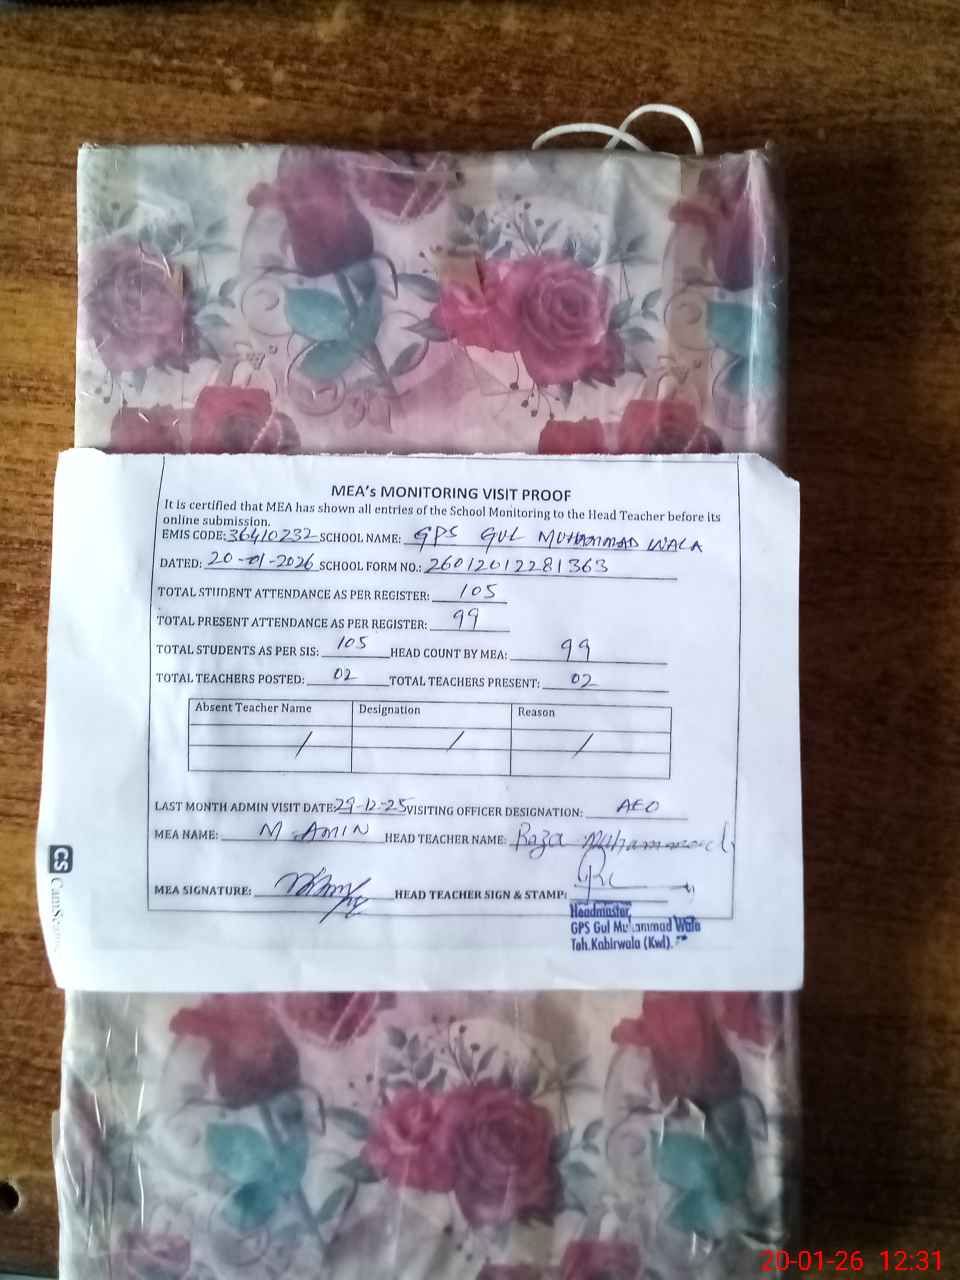 MEA's MONITORING VISIT PROOF
It is certified that MEA has shown all entries of the School Monitoring to the Head Teacher before its
online submission.
EMIS CODE: 36410232 SCHOOL NAME: GPS GUL MUHAMMAD WALA
DATED: 20-01-2026 SCHOOL FORM NO.: 26012012281363
TOTAL STUDENT ATTENDANCE AS PER REGISTER: 105
TOTAL PRESENT ATTENDANCE AS PER REGISTER: 99
TOTAL STUDENTS AS PER SIS: 105 HEAD COUNT BY MEA: 99
TOTAL TEACHERS POSTED: 02 TOTAL TEACHERS PRESENT: 02
Absent Teacher Name Designation Reason
/ / /
LAST MONTH ADMIN VISIT DATE: 29-12-25 VISITING OFFICER DESIGNATION: AEO
MEA NAME: M AMIN HEAD TEACHER NAME: Raza Muhammad
MEA SIGNATURE: HEAD TEACHER SIGN & STAMP:
Headmaster
GPS Gul Muhammad Wala
Teh. Kabirwala (Kwl).
CS CamSca
20-01-26 12:31